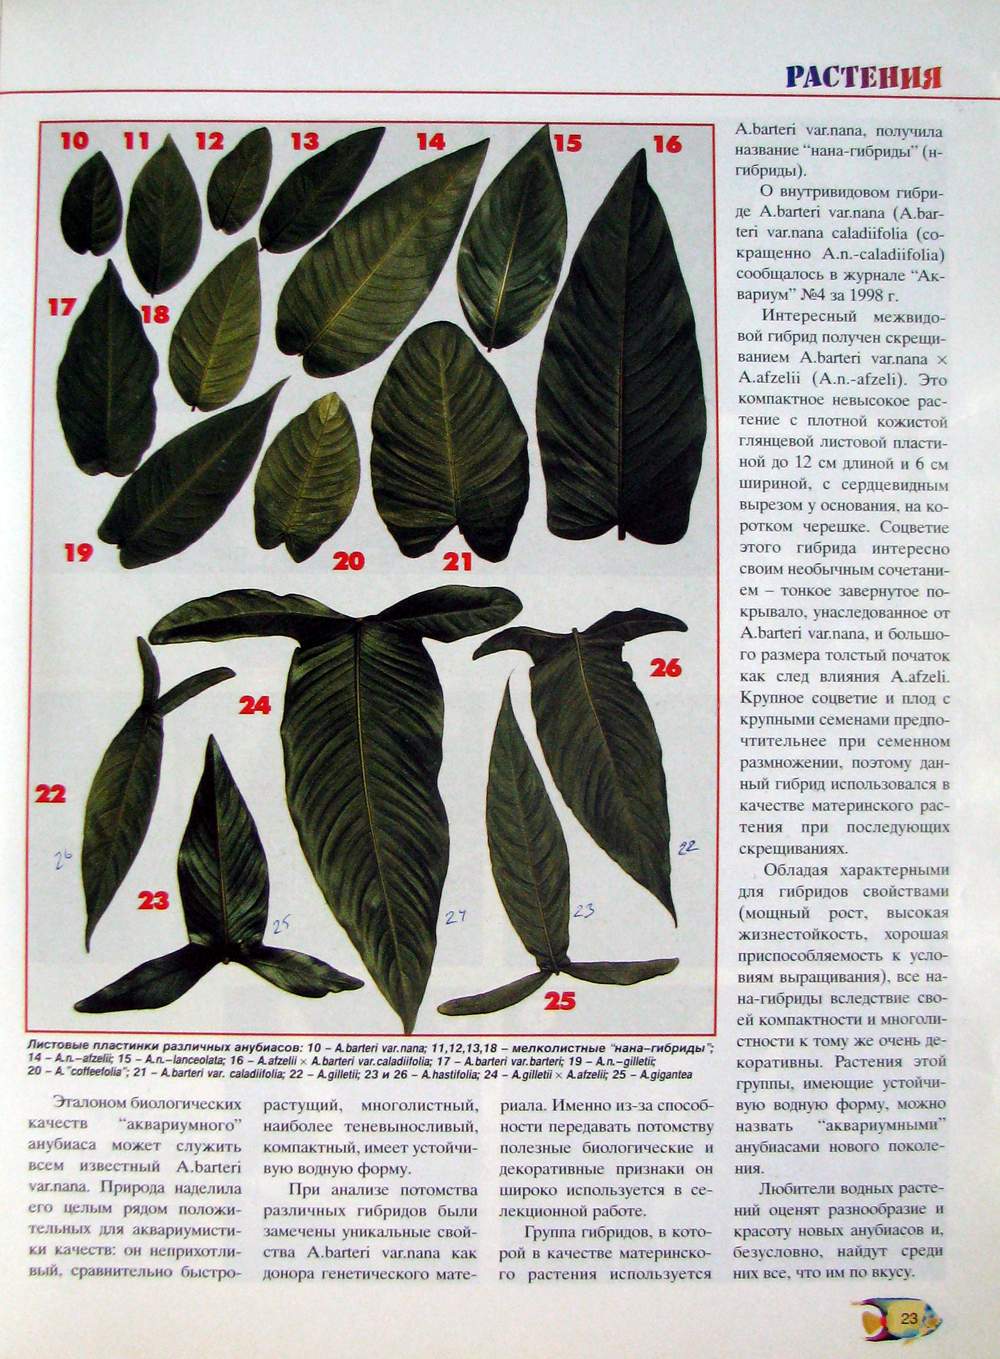 РАСТЕНИЯ
10
11
12
13
14
15
16
17
18
19
20
21
22
23
24
25
26
26
25
24
23
22
Листовые пластинки различных анубиасов: 10 – A.barteri var.nana; 11,12,13,18 – мелколистные "нана-гибриды";
14 – A.n.–afzelii; 15 – A.n.–lanceolata; 16 – A.afzelii × A.barteri var.caladiifolia; 17 – A.barteri var.barteri; 19 – A.n.–gilletii;
20 – A."coffeefolia"; 21 – A.barteri var. caladiifolia; 22 – A.gilletii; 23 и 26 – A.hastifolia; 24 – A.gilletii × A.afzelii; 25 – A.gigantea
Эталоном биологических
качеств "аквариумного"
анубиаса может служить
всем известный A.barteri
var.nana. Природа наделила
его целым рядом положи-
тельных для аквариумисти-
ки качеств: он неприхотли-
вый, сравнительно быстро-
растущий, многолистный,
наиболее теневыносливый,
компактный, имеет устойчи-
вую водную форму.
При анализе потомства
различных гибридов были
замечены уникальные свой-
ства A.barteri var.nana как
донора генетического мате-
риала. Именно из-за способ-
ности передавать потомству
полезные биологические и
декоративные признаки он
широко используется в се-
лекционной работе.
Группа гибридов, в кото-
рой в качестве материнско-
го растения используется
A.barteri var.nana, получила
название "нана-гибриды" (н-
гибриды).
О внутривидовом гибри-
де A.barteri var.nana (A.bar-
teri var.nana caladiifolia (со-
кращенно A.n.-caladiifolia)
сообщалось в журнале "Ак-
вариум" №4 за 1998 г.
Интересный межвидо-
вой гибрид получен скрещи-
ванием A.barteri var.nana ×
A.afzelii (A.n.-afzeli). Это
компактное невысокое рас-
тение с плотной кожистой
глянцевой листовой пласти-
ной до 12 см длиной и 6 см
шириной, с сердцевидным
вырезом у основания, на ко-
ротком черешке. Соцветие
этого гибрида интересно
своим необычным сочетани-
ем – тонкое завернутое по-
крывало, унаследованное от
A.barteri var.nana, и большо-
го размера толстый початок
как след влияния A.afzeli.
Крупное соцветие и плод с
крупными семенами предпо-
чтительнее при семенном
размножении, поэтому дан-
ный гибрид использовался в
качестве материнского рас-
тения при последующих
скрещиваниях.
Обладая характерными
для гибридов свойствами
(мощный рост, высокая
жизнестойкость, хорошая
приспособляемость к усло-
виям выращивания), все на-
на-гибриды вследствие сво-
ей компактности и многоли-
стности к тому же очень де-
коративны. Растения этой
группы, имеющие устойчи-
вую водную форму, можно
назвать "аквариумными"
анубиасами нового поколе-
ния.
Любители водных расте-
ний оценят разнообразие и
красоту новых анубиасов и,
безусловно, найдут среди
них все, что им по вкусу.
23